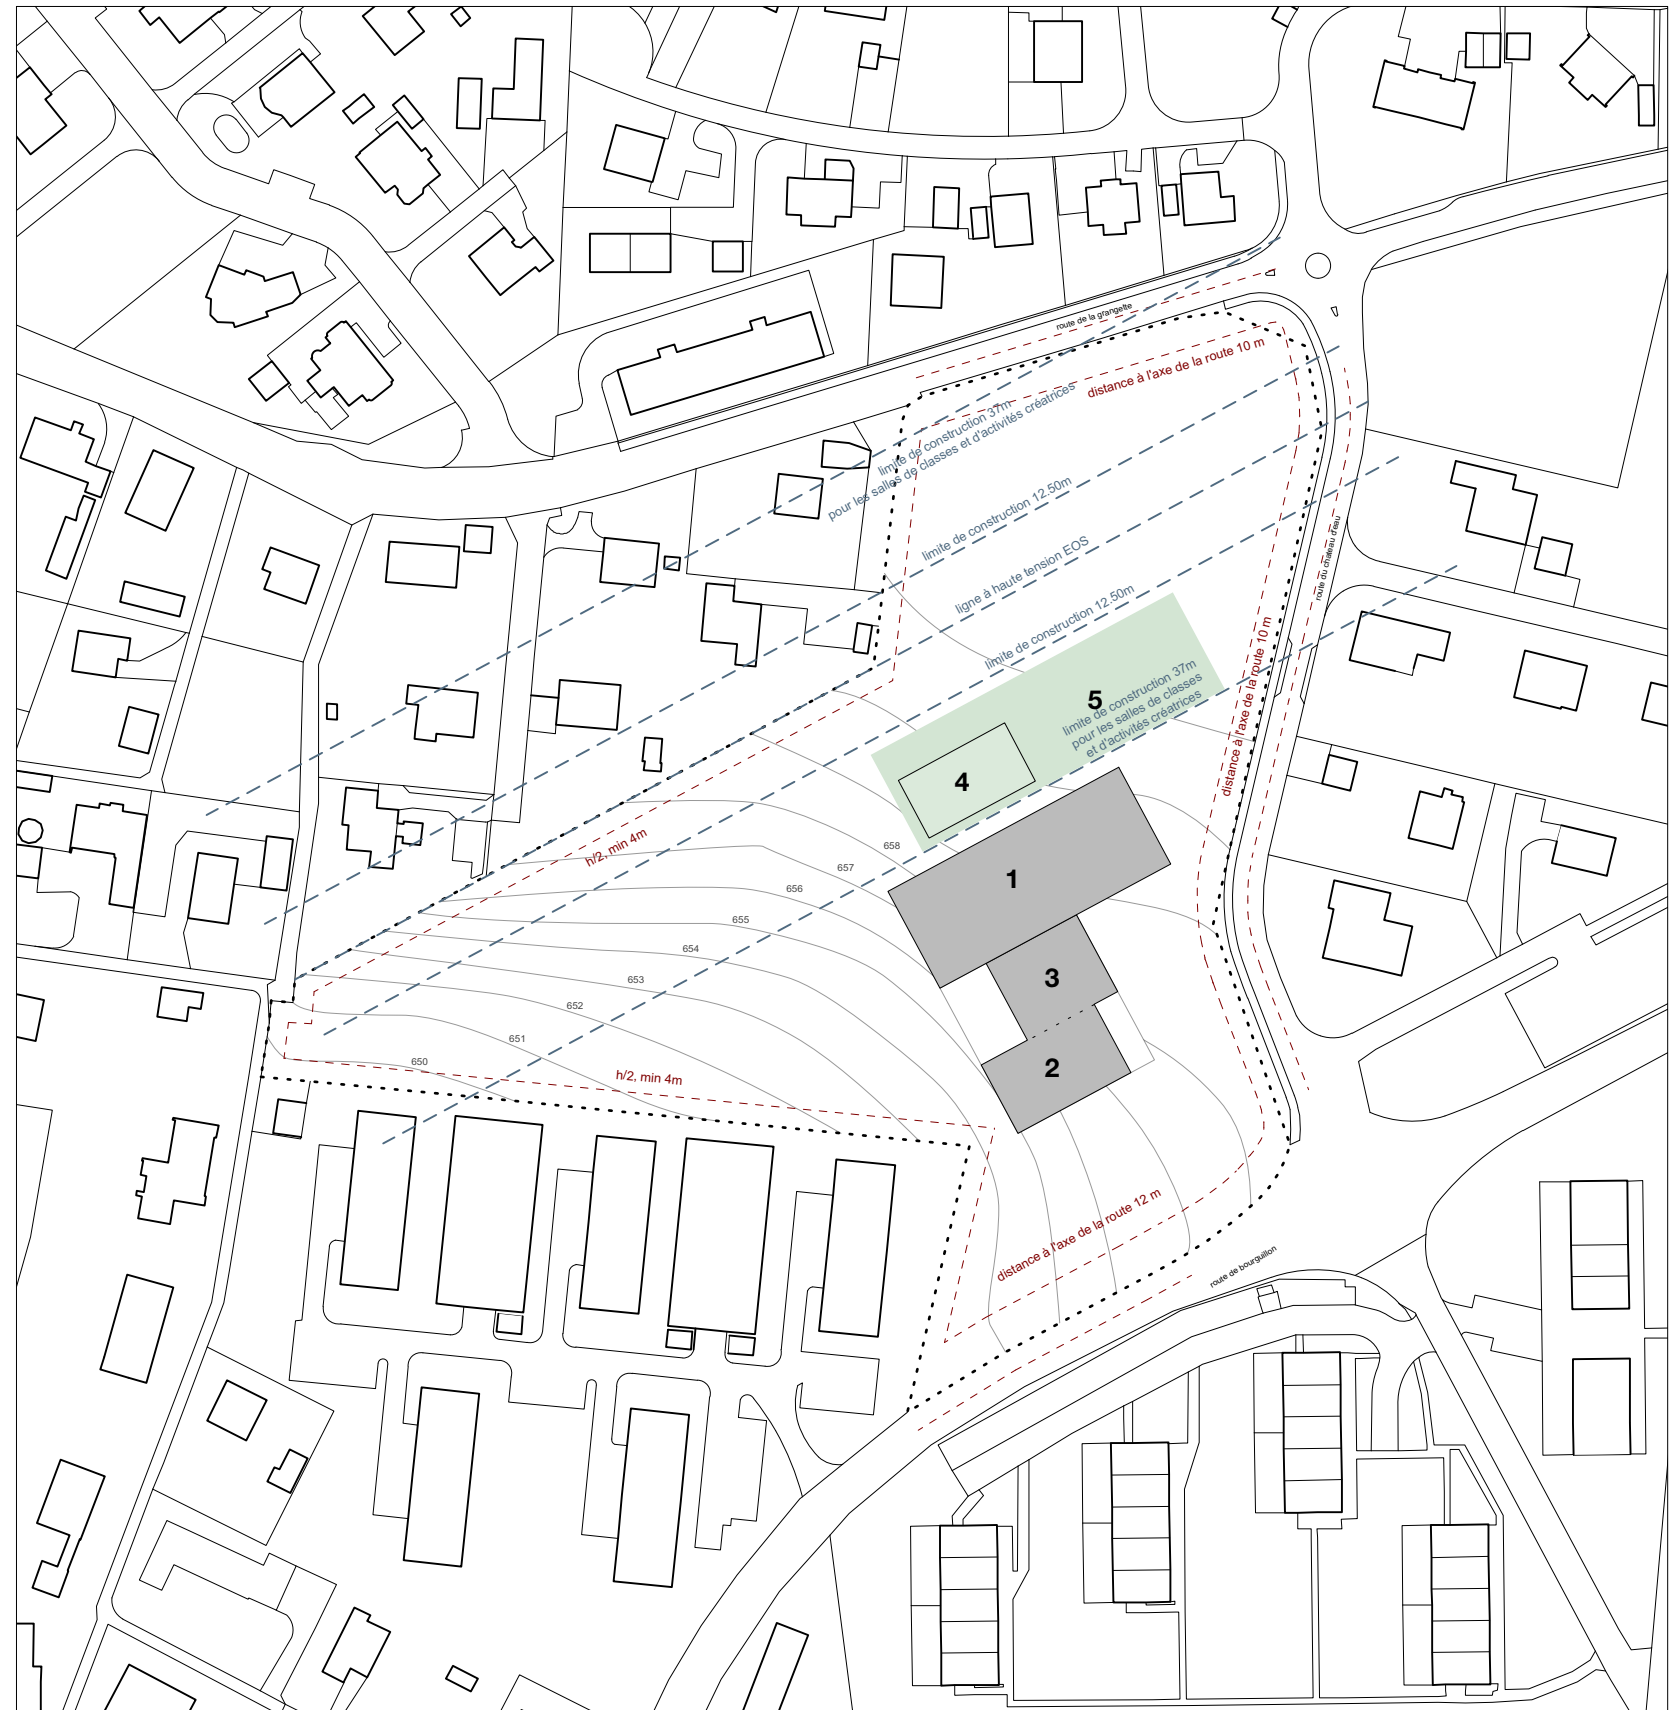 route de la grangette
distance à l'axe de la route 10 m
limite de construction 37m
pour les salles de classes et d'activités créatrices
limite de construction 12.50m
ligne à haute tension EOS
route du chateau d'eau
limite de construction 12.50m
distance à l'axe de la route 10 m
5
limite de construction 37m
pour les salles de classes
et d'activités créatrices
4
h/2, min 4m
658
657
1
656
655
654
653
3
652
651
650
2
h/2, min 4m
distance à l'axe de la route 12 m
route de bourguillon